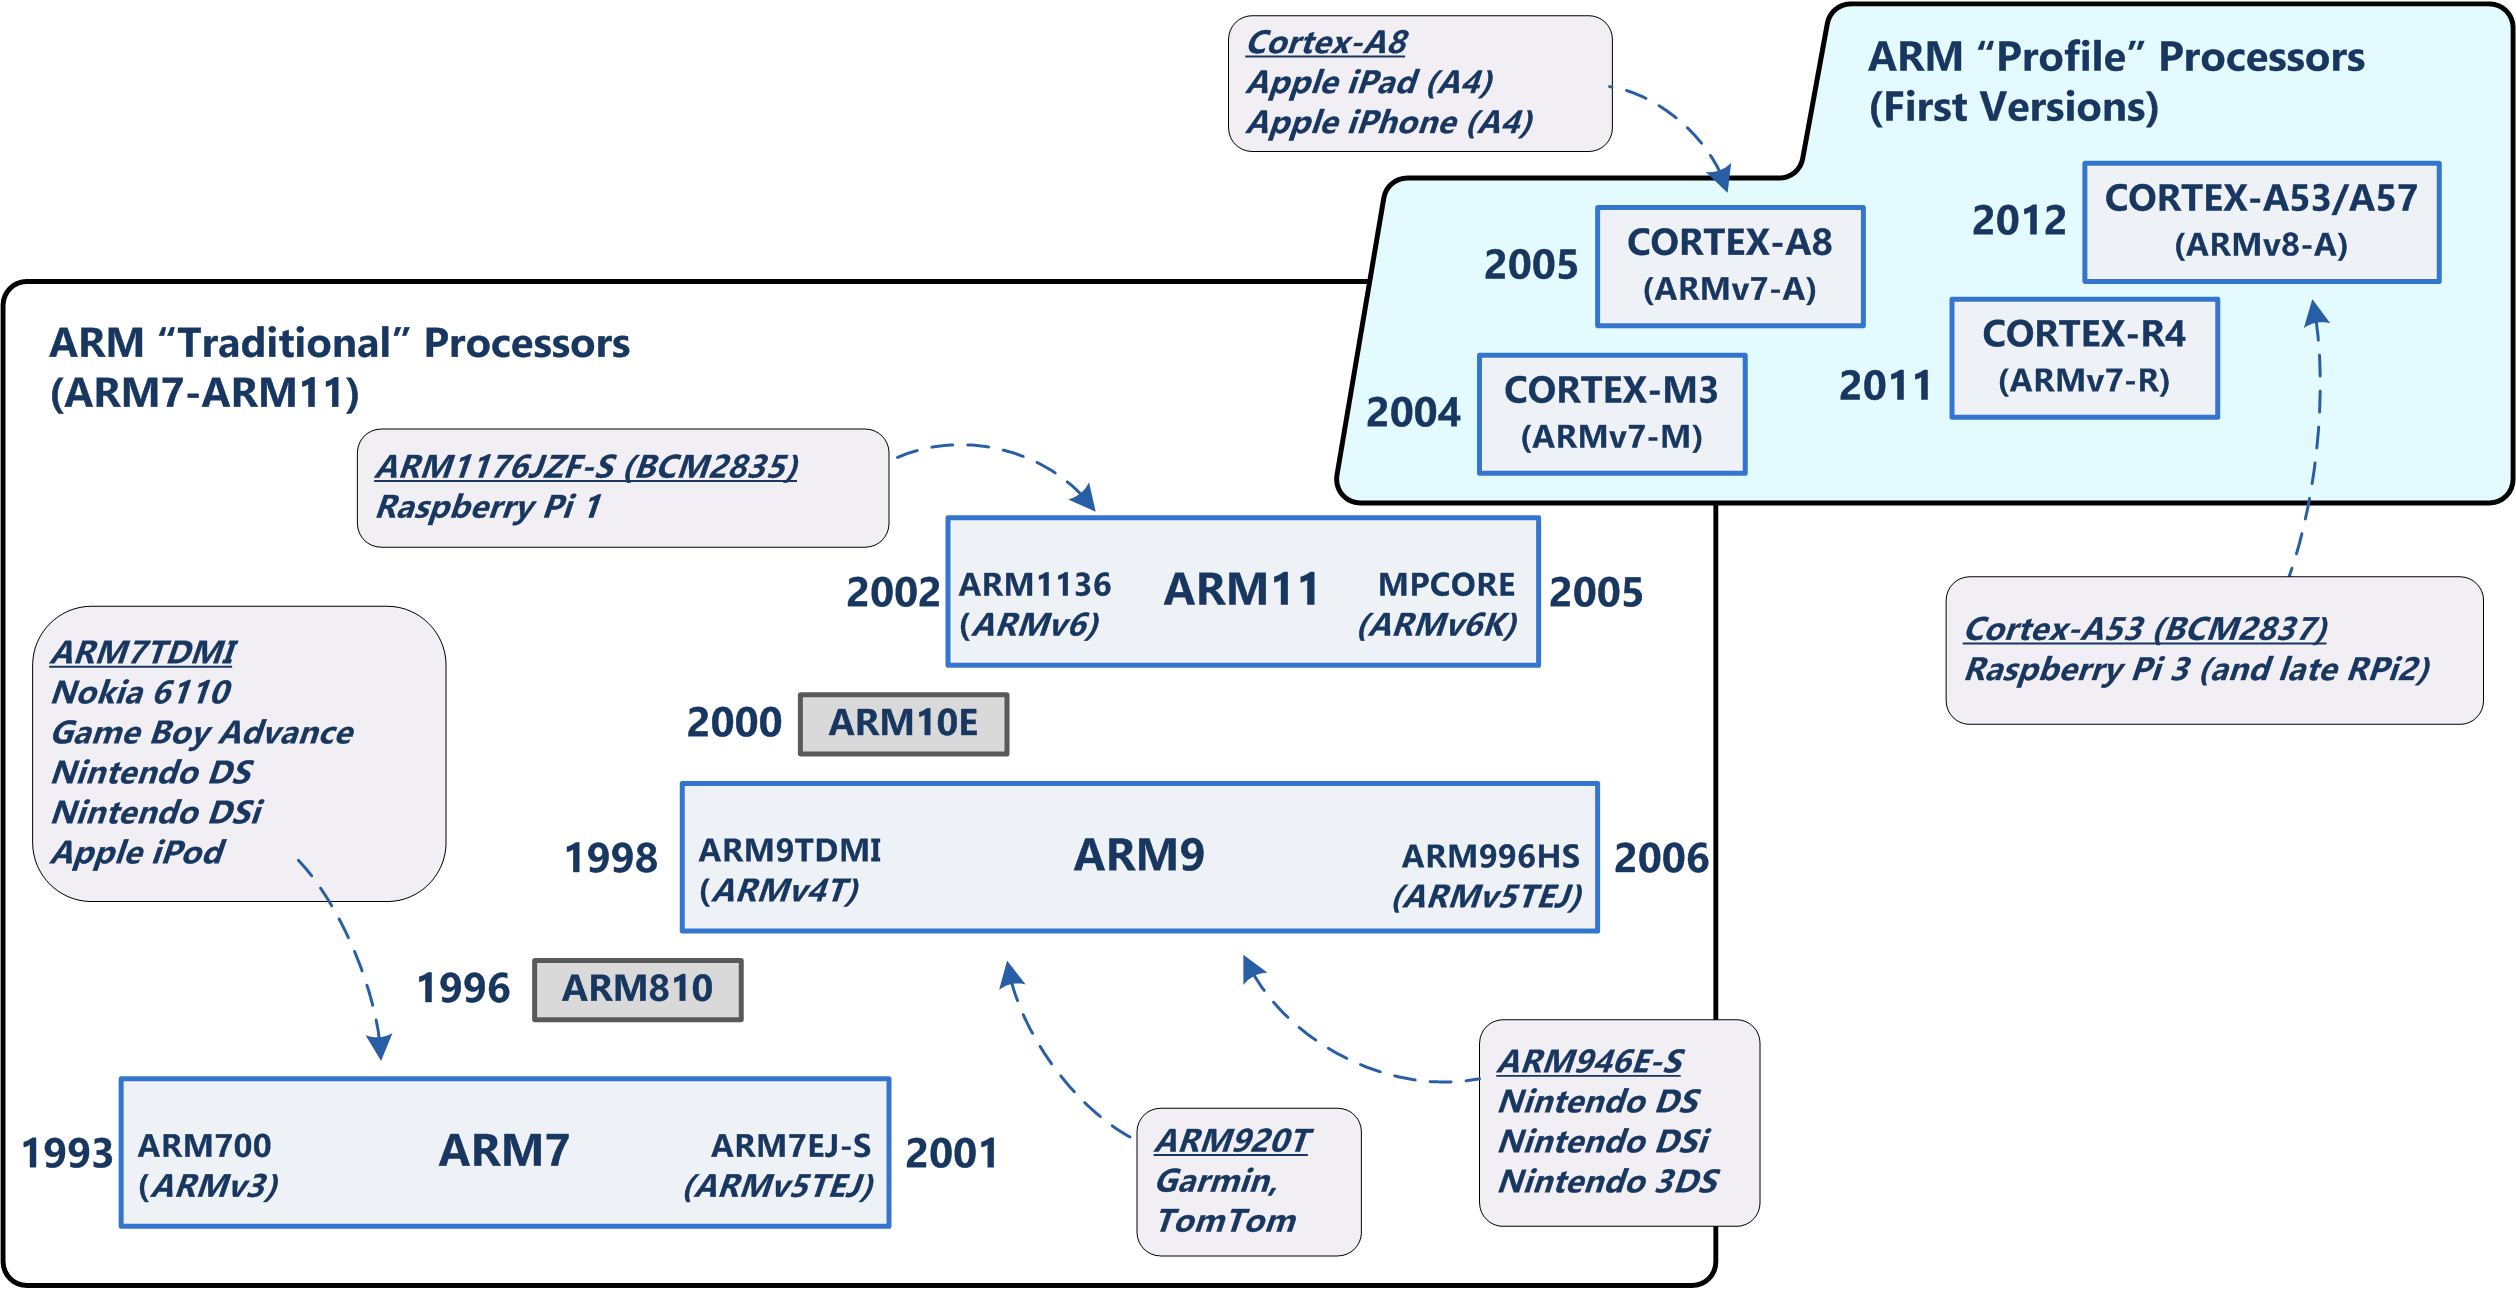 Cortex-A8
Apple iPad (A4)
Apple iPhone (A4)
ARM “Profile” Processors
(First Versions)
2012
CORTEX-A53/A57
(ARMv8-A)
2005
CORTEX-A8
(ARMv7-A)
2011
CORTEX-R4
(ARMv7-R)
2004
CORTEX-M3
(ARMv7-M)
ARM “Traditional” Processors
(ARM7-ARM11)
ARM1176JZF-S (BCM2835)
Raspberry Pi 1
2002
ARM1136
(ARMv6)
ARM11
MPCORE
(ARMv6K)
2005
Cortex-A53 (BCM2837)
Raspberry Pi 3 (and late RPi2)
ARM7TDMI
Nokia 6110
Game Boy Advance
Nintendo DS
Nintendo DSi
Apple iPod
2000
ARM10E
1998
ARM9TDMI
(ARMv4T)
ARM9
ARM996HS
(ARMv5TEJ)
2006
1996
ARM810
ARM946E-S
Nintendo DS
Nintendo DSi
Nintendo 3DS
ARM920T
Garmin,
TomTom
1993
ARM700
(ARMv3)
ARM7
ARM7EJ-S
(ARMv5TEJ)
2001